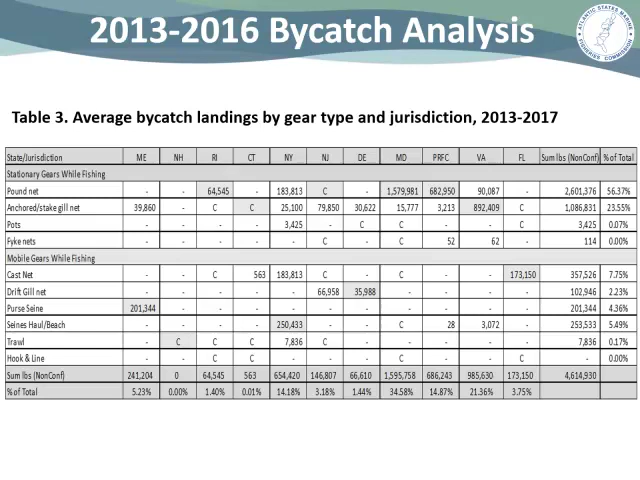 2013-2016 Bycatch Analysis
ATLANTIC STATES MARINE FISHERIES COMMISSION
Table 3. Average bycatch landings by gear type and jurisdiction, 2013-2017
State/Jurisdiction ME NH RI CT NY NJ DE MD PRFC VA FL Sum lbs (NonConf) % of Total
Stationary Gears While Fishing
Pound net - - 64,545 - 183,813 C - 1,579,981 682,950 90,087 - 2,601,376 56.37%
Anchored/stake gill net 39,860 - C C 25,100 79,850 30,622 15,777 3,213 892,409 C 1,086,831 23.55%
Pots - - - - 3,425 - C C - - C 3,425 0.07%
Fyke nets - - - - - C - C 52 62 - 114 0.00%
Mobile Gears While Fishing
Cast Net - - C 563 183,813 C - C - - 173,150 357,526 7.75%
Drift Gill net - - - - - 66,958 35,988 - - - - 102,946 2.23%
Purse Seine 201,344 - - - - - - - - - - 201,344 4.36%
Seines Haul/Beach - - - - 250,433 - - C 28 3,072 - 253,533 5.49%
Trawl - C C C 7,836 C - - - - - 7,836 0.17%
Hook & Line - - C C - - - C - - C - 0.00%
Sum lbs (NonConf) 241,204 0 64,545 563 654,420 146,807 66,610 1,595,758 686,243 985,630 173,150 4,614,930
% of Total 5.23% 0.00% 1.40% 0.01% 14.18% 3.18% 1.44% 34.58% 14.87% 21.36% 3.75%